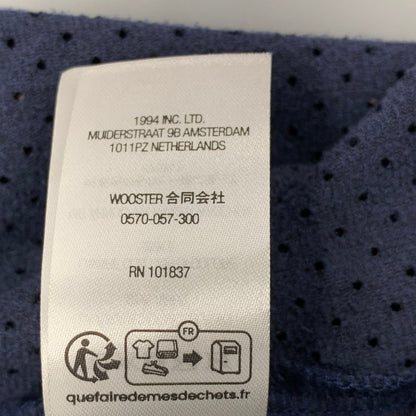 1994 INC. LTD.
MUIDERSTRAAT 9B AMSTERDAM
1011PZ NETHERLANDS
WOOSTER 合同会社
0570-057-300
RN 101837
FR
quefairedemesdechets.fr